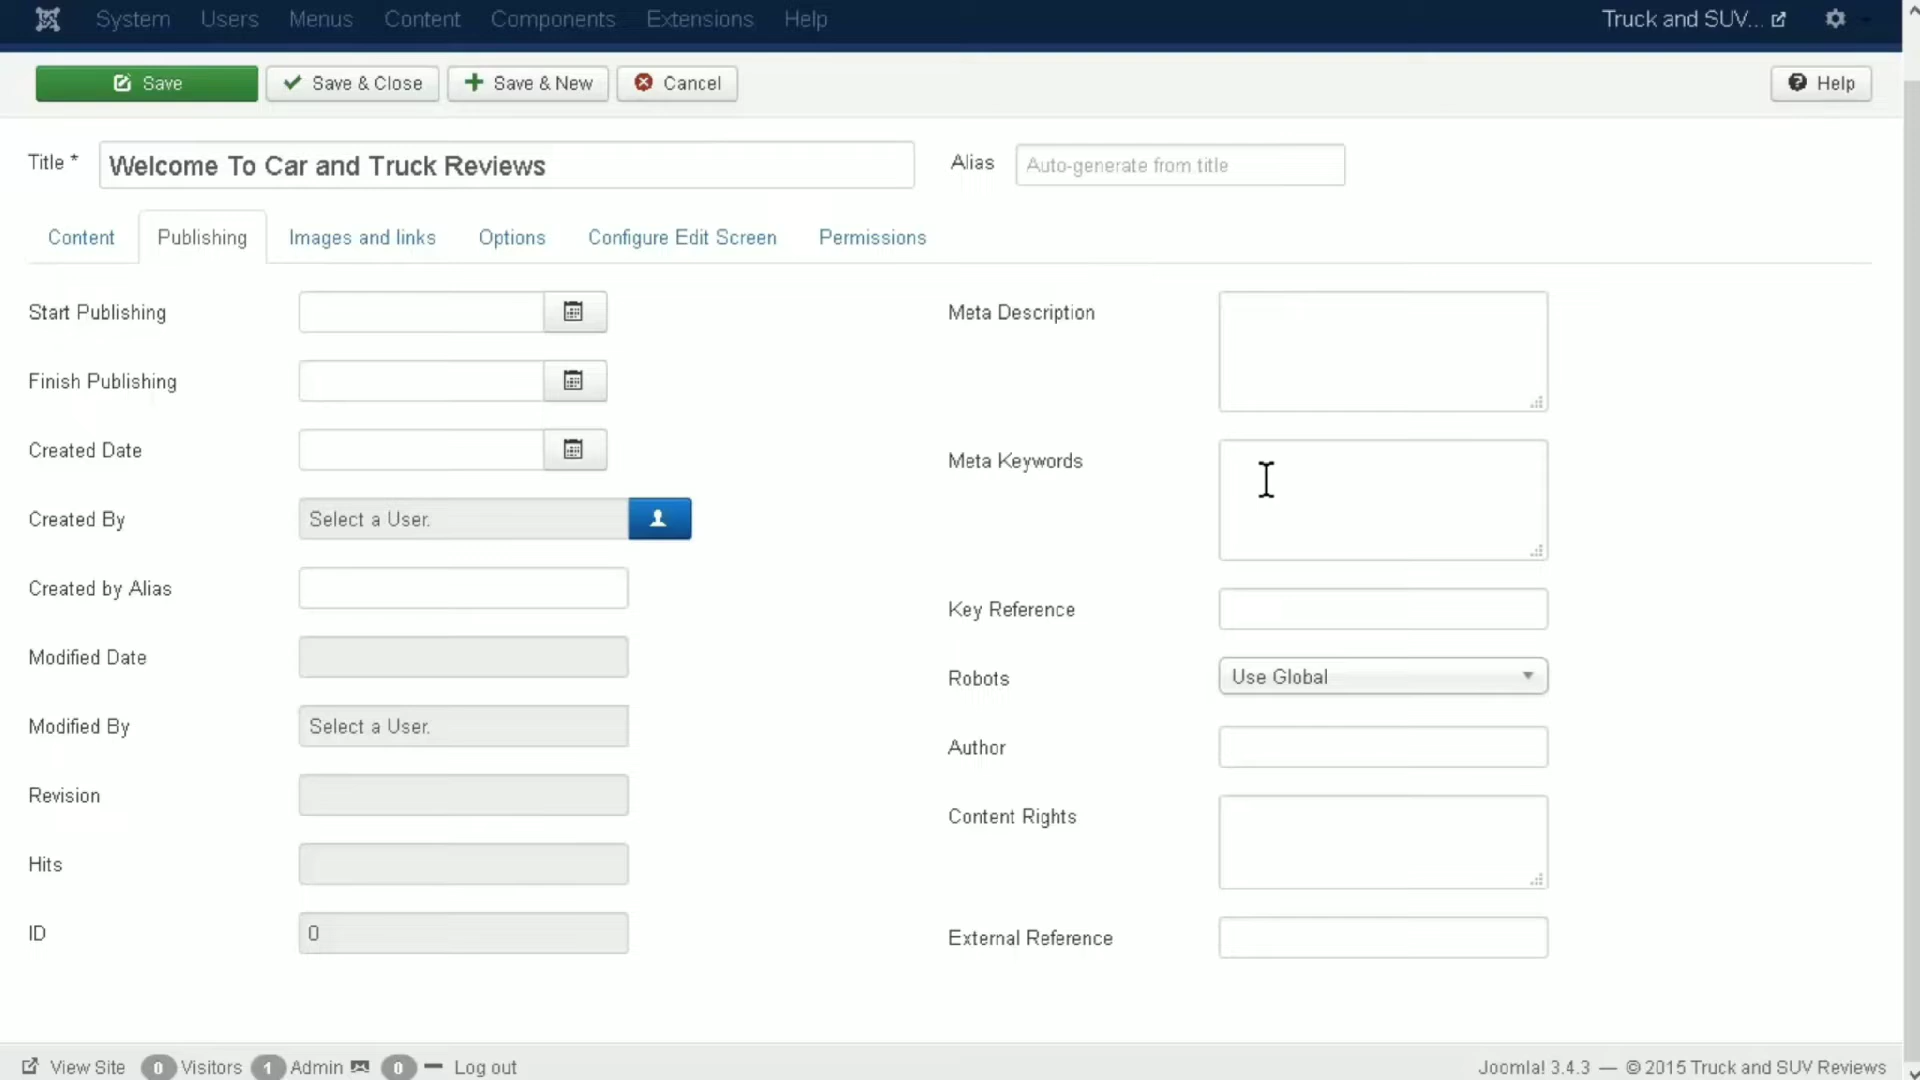 System Users Menus Content Components Extensions Help Truck and SUV...
Save Save & Close Save & New Cancel Help
Title * Welcome To Car and Truck Reviews Alias Auto-generate from title
Content Publishing Images and links Options Configure Edit Screen Permissions
Start Publishing Meta Description
Finish Publishing
Created Date Meta Keywords
Created By Select a User.
Created by Alias Key Reference
Modified Date Robots Use Global
Modified By Select a User. Author
Revision Content Rights
Hits
ID 0 External Reference
View Site 0 Visitors 1 Admin 0 Log out Joomla! 3.4.3 — © 2015 Truck and SUV Reviews